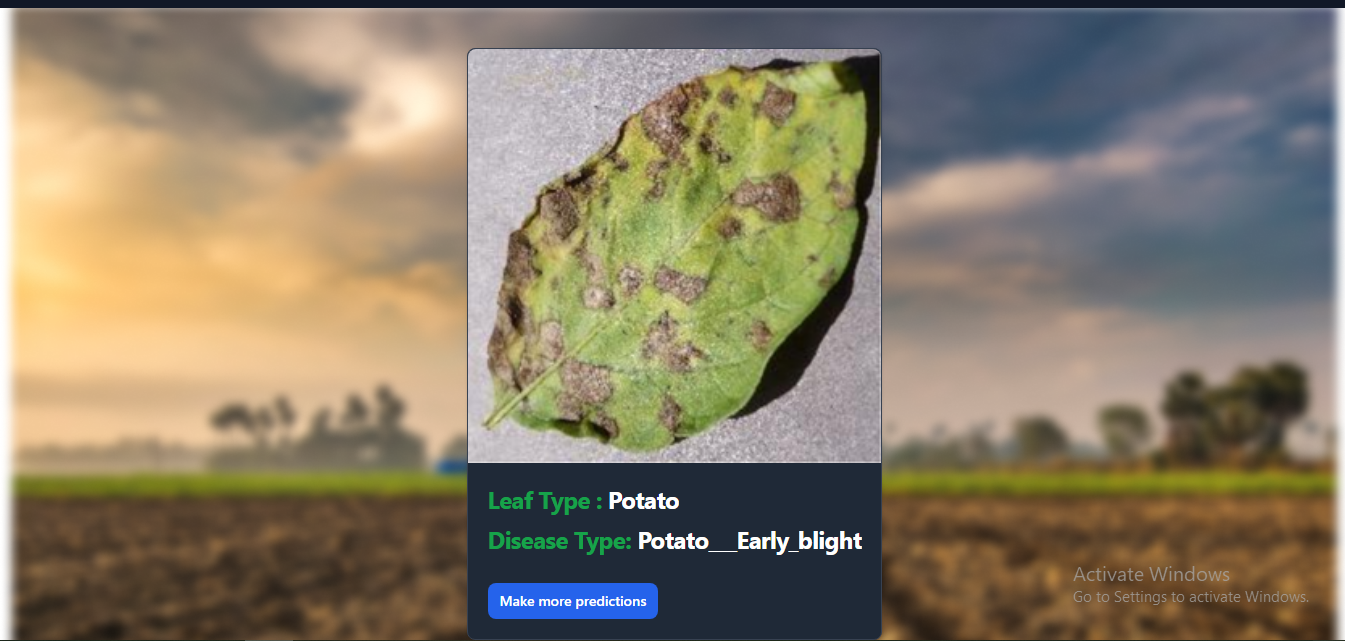 Leaf Type : Potato
Disease Type: Potato___Early_blight
Make more predictions
Activate Windows
Go to Settings to activate Windows.